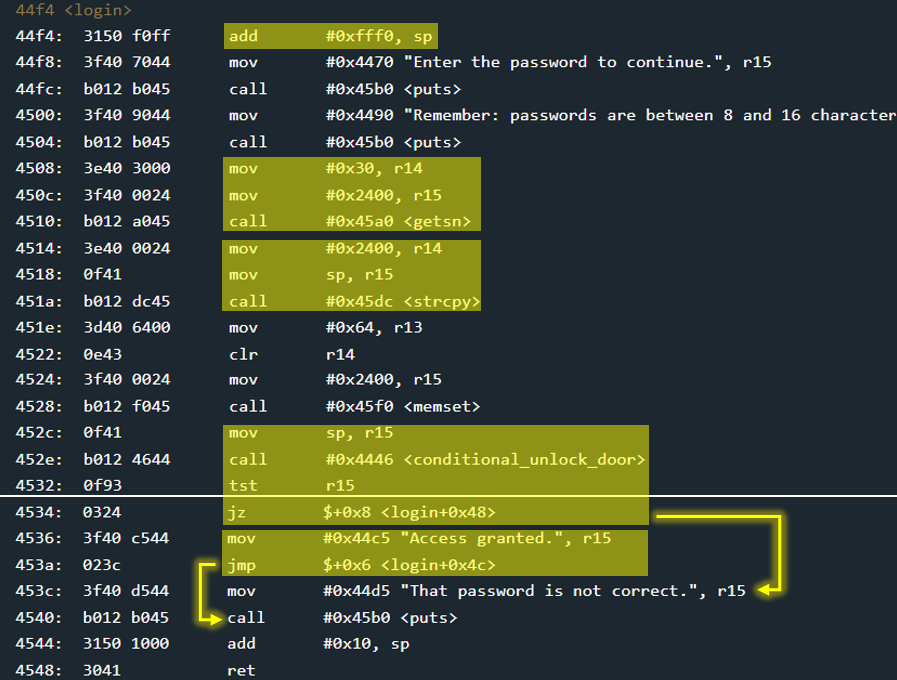 44f4 <login>
44f4: 3150 f0ff add #0xfff0, sp
44f8: 3f40 7044 mov #0x4470 "Enter the password to continue.", r15
44fc: b012 b045 call #0x45b0 <puts>
4500: 3f40 9044 mov #0x4490 "Remember: passwords are between 8 and 16 character
4504: b012 b045 call #0x45b0 <puts>
4508: 3e40 3000 mov #0x30, r14
450c: 3f40 0024 mov #0x2400, r15
4510: b012 a045 call #0x45a0 <getsn>
4514: 3e40 0024 mov #0x2400, r14
4518: 0f41 mov sp, r15
451a: b012 dc45 call #0x45dc <strcpy>
451e: 3d40 6400 mov #0x64, r13
4522: 0e43 clr r14
4524: 3f40 0024 mov #0x2400, r15
4528: b012 f045 call #0x45f0 <memset>
452c: 0f41 mov sp, r15
452e: b012 4644 call #0x4446 <conditional_unlock_door>
4532: 0f93 tst r15
4534: 0324 jz $+0x8 <login+0x48>
4536: 3f40 c544 mov #0x44c5 "Access granted.", r15
453a: 023c jmp $+0x6 <login+0x4c>
453c: 3f40 d544 mov #0x44d5 "That password is not correct.", r15
4540: b012 b045 call #0x45b0 <puts>
4544: 3150 1000 add #0x10, sp
4548: 3041 ret